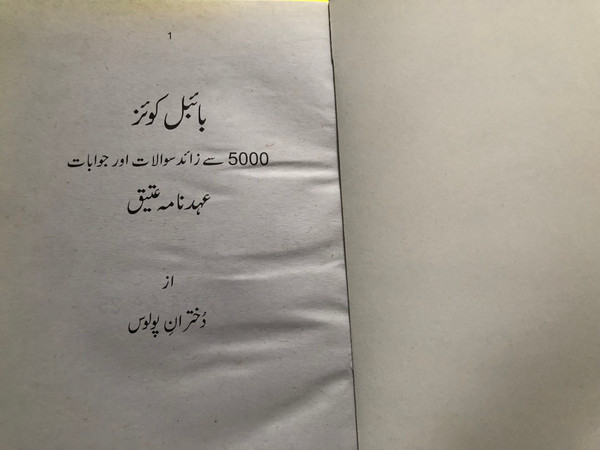 1
بائبل کوئز
5000 سے زائد سوالات اور جوابات
عہد نامہ عتیق
از
دُخترانِ پولوس